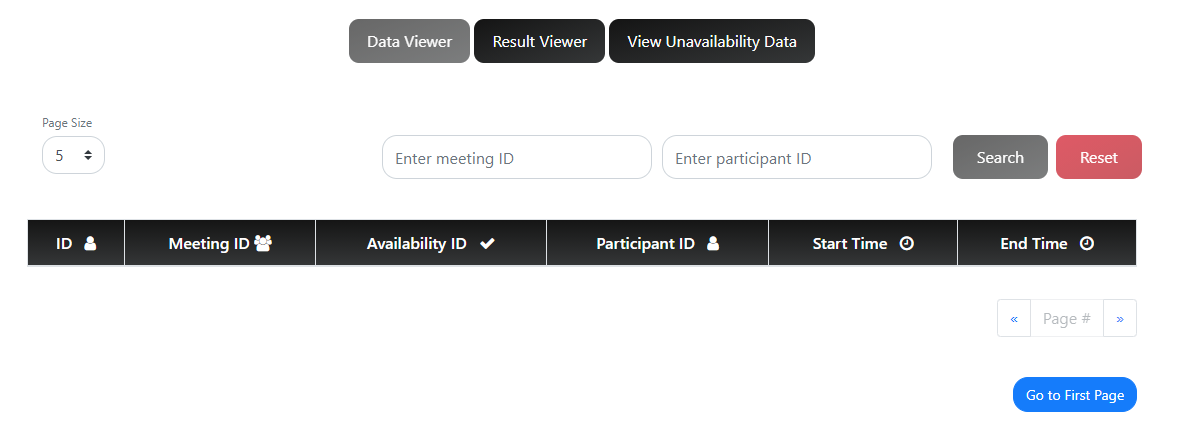 Data Viewer Result Viewer View Unavailability Data
Page Size
5 Enter meeting ID Enter participant ID Search Reset
ID Meeting ID Availability ID Participant ID Start Time End Time
« Page # »
Go to First Page